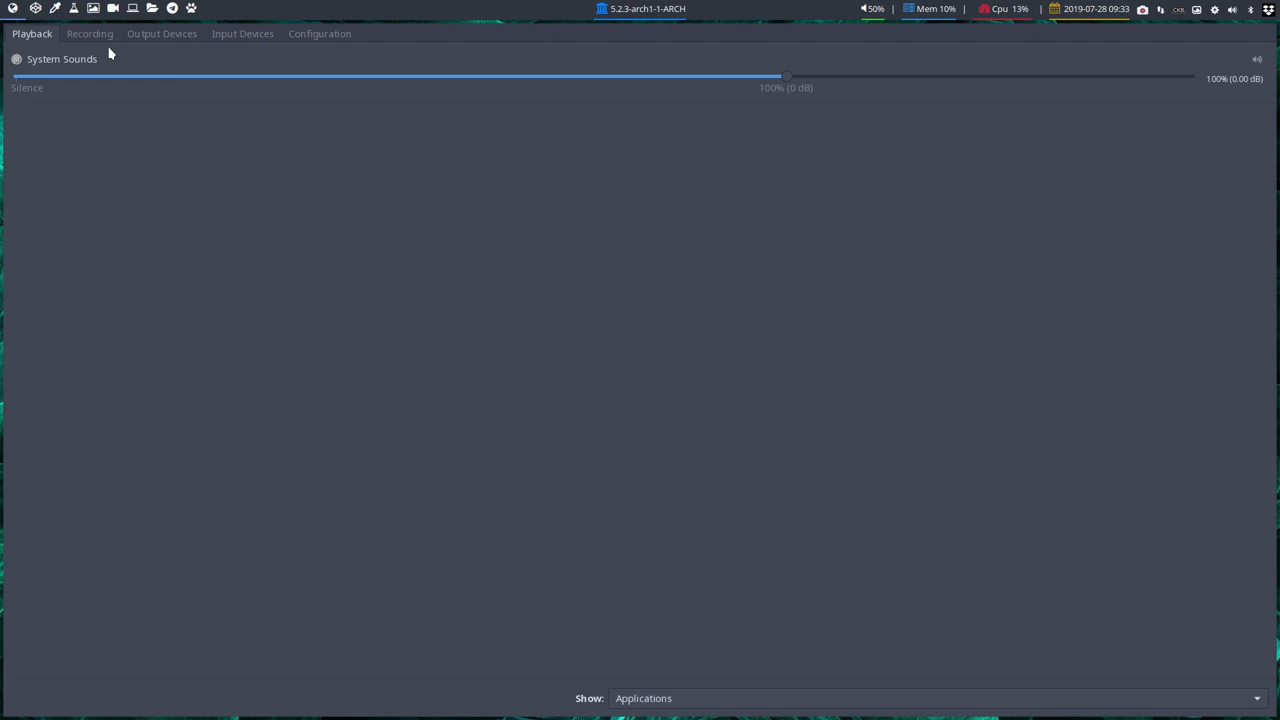 5.2.3-arch1-1-ARCH 50% | Mem 10% | Cpu 13% | 2019-07-28 09:33
Playback Recording Output Devices Input Devices Configuration
System Sounds
100% (0.00 dB)
Silence 100% (0 dB)
Show: Applications